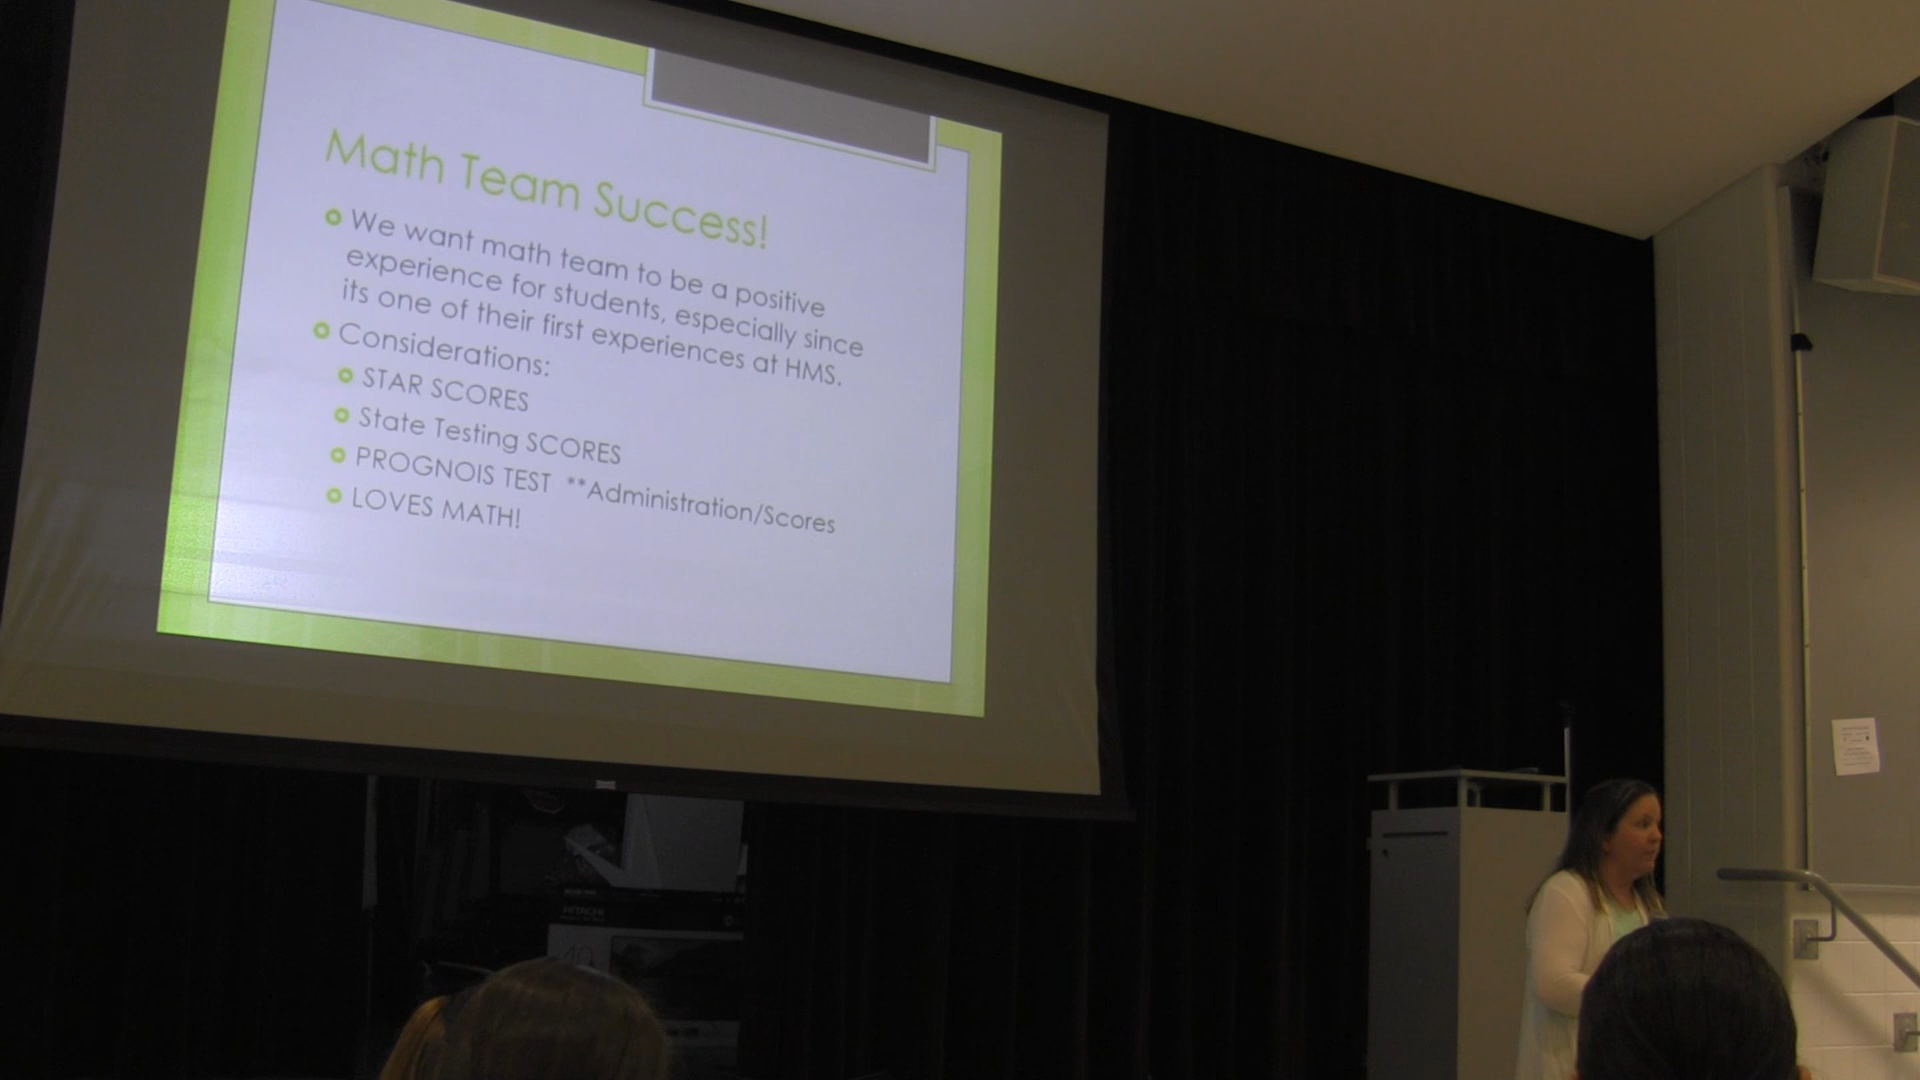 Math Team Success!
We want math team to be a positive
experience for students, especially since
its one of their first experiences at HMS.
Considerations:
STAR SCORES
State Testing SCORES
PROGNOIS TEST **Administration/Scores
LOVES MATH!
HITACHI